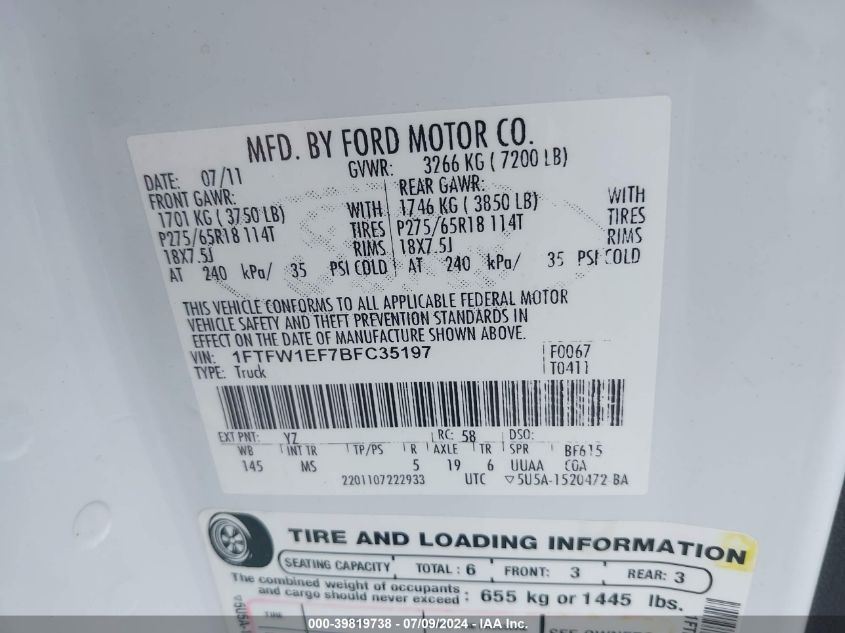 MFD. BY FORD MOTOR CO.
DATE: 07/11 GVWR: 3266 KG ( 7200 LB)
FRONT GAWR: REAR GAWR:
1701 KG (3750 LB) WITH 1746 KG ( 3850 LB) WITH
P275/65R18 114T TIRES P275/65R18 114T TIRES
18X7.5J RIMS 18X7.5J RIMS
AT 240 kPa/ 35 PSI COLD AT 240 kPa/ 35 PSI COLD
THIS VEHICLE CONFORMS TO ALL APPLICABLE FEDERAL MOTOR
VEHICLE SAFETY AND THEFT PREVENTION STANDARDS IN
EFFECT ON THE DATE OF MANUFACTURE SHOWN ABOVE.
VIN: 1FTFW1EF7BFC35197 F0067
TYPE: Truck T0411
EXT PNT: YZ RC: 58 DSO:
WB INT TR TP/PS R AXLE TR SPR BF615
145 MS 5 19 6 UUAA COA
2201107222933 UTC ▽5U5A-1520472 BA
TIRE AND LOADING INFORMATION
SEATING CAPACITY TOTAL : 6 FRONT: 3 REAR: 3
The combined weight of occupants
and cargo should never exceed : 655 kg or 1445 lbs.
TIRE
SEE OWNER
000-39819738 - 07/09/2024 - IAA Inc.